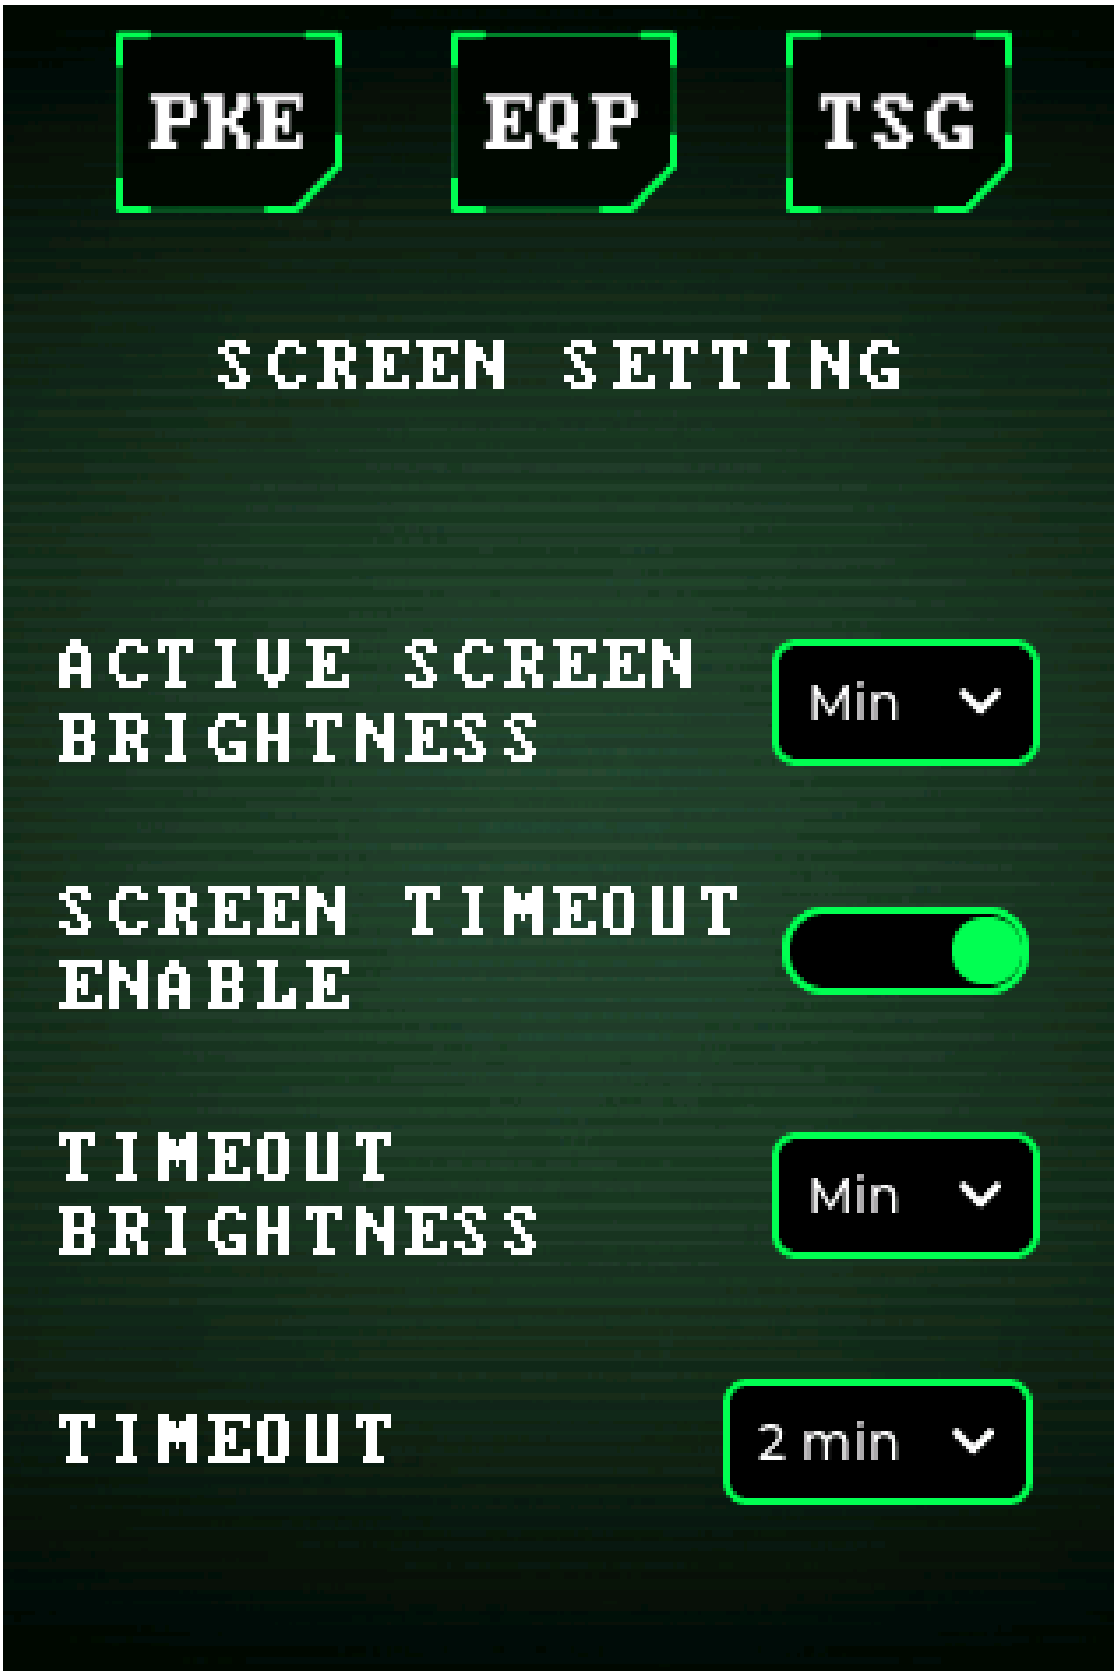 PKE EQP TSG
SCREEN SETTING
ACTIVE SCREEN
BRIGHTNESS
Min
SCREEN TIMEOUT
ENABLE
TIMEOUT
BRIGHTNESS
Min
TIMEOUT
2 min